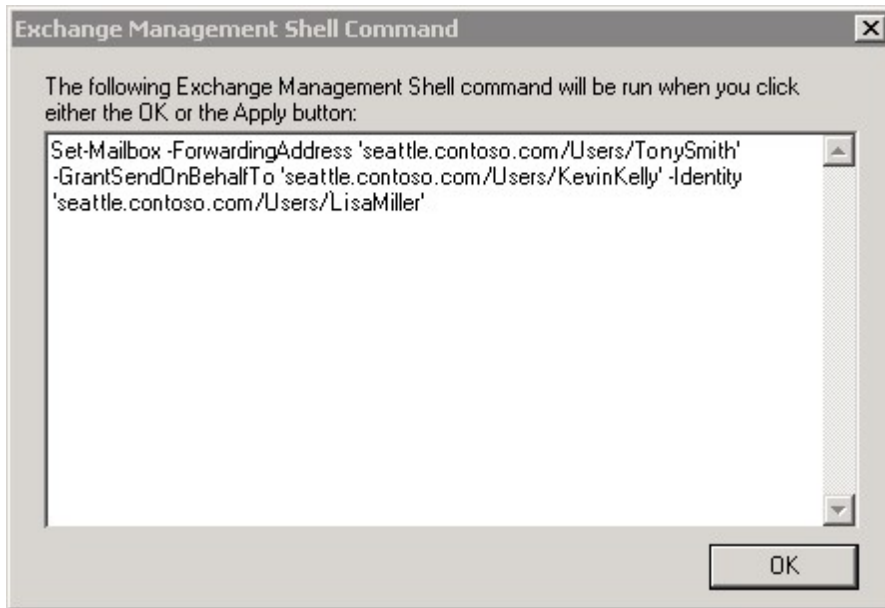 Exchange Management Shell Command
The following Exchange Management Shell command will be run when you click
either the OK or the Apply button:
Set-Mailbox -ForwardingAddress 'seattle.contoso.com/Users/TonySmith'
-GrantSendOnBehalfTo 'seattle.contoso.com/Users/KevinKelly' -Identity
'seattle.contoso.com/Users/LisaMiller'
OK